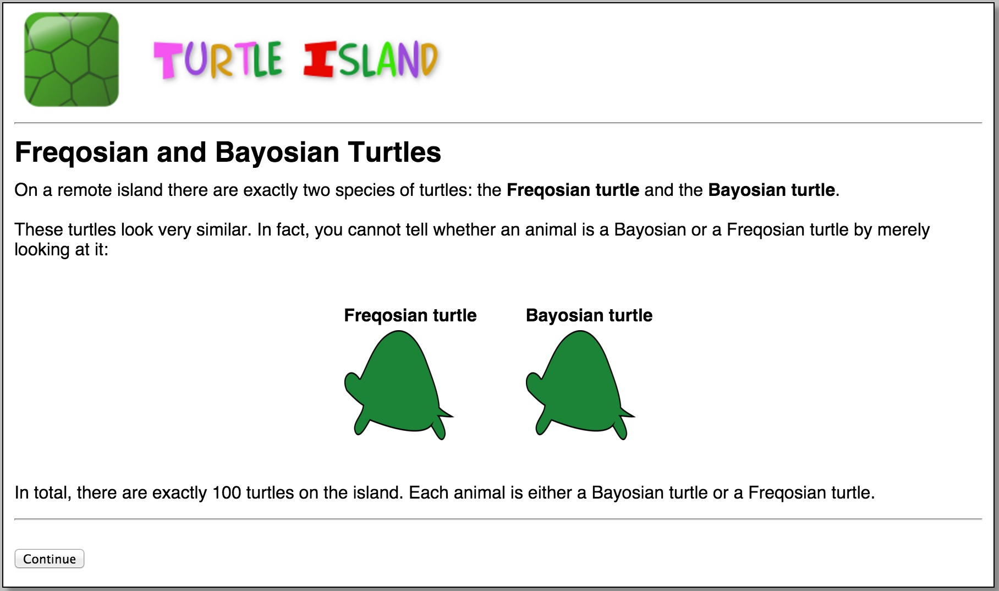 TURTLE ISLAND
Freqosian and Bayosian Turtles
On a remote island there are exactly two species of turtles: the Freqosian turtle and the Bayosian turtle.
These turtles look very similar. In fact, you cannot tell whether an animal is a Bayosian or a Freqosian turtle by merely
looking at it:
Freqosian turtle Bayosian turtle
In total, there are exactly 100 turtles on the island. Each animal is either a Bayosian turtle or a Freqosian turtle.
Continue